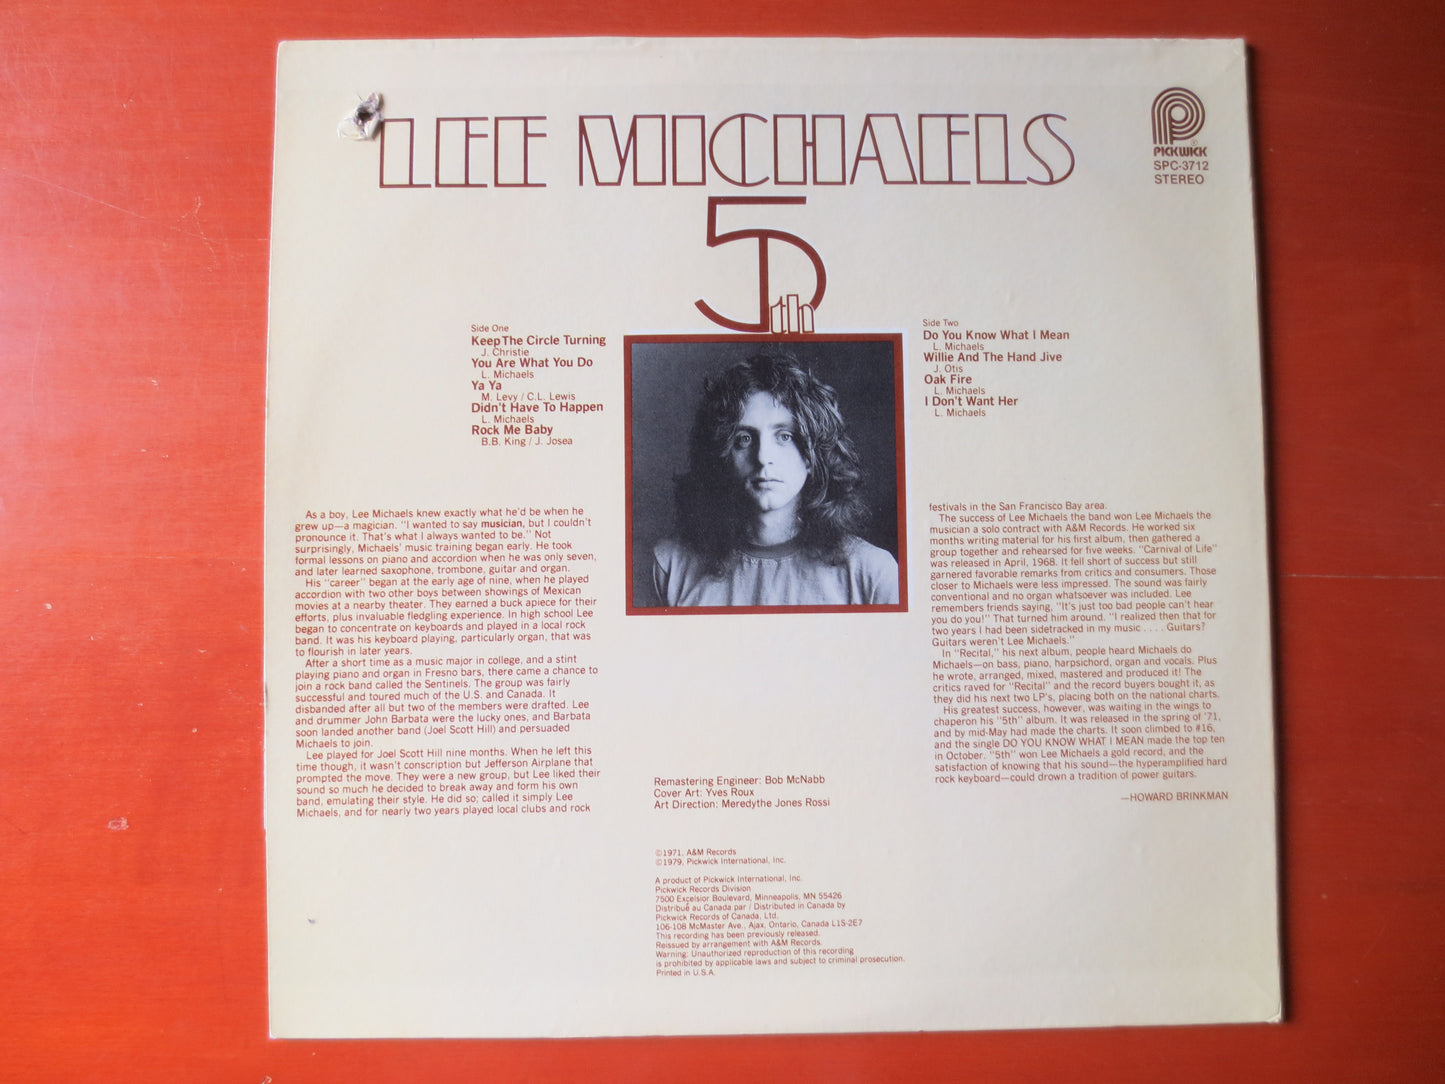 LEE MICHAELS
5th
PICKWICK ®
SPC-3712
STEREO
Side One
Keep The Circle Turning
J. Christie
You Are What You Do
L. Michaels
Ya Ya
M. Levy / C.L. Lewis
Didn't Have To Happen
L. Michaels
Rock Me Baby
B.B. King / J. Josea
Side Two
Do You Know What I Mean
L. Michaels
Willie And The Hand Jive
J. Otis
Oak Fire
L. Michaels
I Don't Want Her
L. Michaels
As a boy, Lee Michaels knew exactly what he'd be when he
grew up—a magician. "I wanted to say musician, but I couldn't
pronounce it. That's what I always wanted to be." Not
surprisingly, Michaels' music training began early. He took
formal lessons on piano and accordion when he was only seven,
and later learned saxophone, trombone, guitar and organ.
His "career" began at the early age of nine, when he played
accordion with two other boys between showings of Mexican
movies at a nearby theater. They earned a buck apiece for their
efforts, plus invaluable fledgling experience. In high school Lee
began to concentrate on keyboards and played in a local rock
band. It was his keyboard playing, particularly organ, that was
to flourish in later years.
After a short time as a music major in college, and a stint
playing piano and organ in Fresno bars, there came a chance to
join a rock band called the Sentinels. The group was fairly
successful and toured much of the U.S. and Canada. It
disbanded after all but two of the members were drafted. Lee
and drummer John Barbata were the lucky ones, and Barbata
soon landed another band (Joel Scott Hill) and persuaded
Michaels to join.
Lee played for Joel Scott Hill nine months. When he left this
time though, it wasn't conscription but Jefferson Airplane that
prompted the move. They were a new group, but Lee liked their
sound so much he decided to break away and form his own
band, emulating their style. He did so; called it simply Lee
Michaels, and for nearly two years played local clubs and rock
festivals in the San Francisco Bay area.
The success of Lee Michaels the band won Lee Michaels the
musician a solo contract with A&M Records. He worked six
months writing material for his first album, then gathered a
group together and rehearsed for five weeks. "Carnival of Life"
was released in April, 1968. It fell short of success but still
garnered favorable remarks from critics and consumers. Those
closer to Michaels were less impressed. The sound was fairly
conventional and no organ whatsoever was included. Lee
remembers friends saying, "It's just too bad people can't hear
you do you!" That turned him around. "I realized then that for
two years I had been sidetracked in my music . . . . Guitars?
Guitars weren't Lee Michaels."
In "Recital," his next album, people heard Michaels do
Michaels—on bass, piano, harpsichord, organ and vocals. Plus
he wrote, arranged, mixed, mastered and produced it! The
critics raved for "Recital" and the record buyers bought it, as
they did his next two LP's, placing both on the national charts.
His greatest success, however, was waiting in the wings to
chaperon his "5th" album. It was released in the spring of '71,
and by mid-May had made the charts. It soon climbed to #16,
and the single DO YOU KNOW WHAT I MEAN made the top ten
in October. "5th" won Lee Michaels a gold record, and the
satisfaction of knowing that his sound—the hyperamplified hard
rock keyboard—could drown a tradition of power guitars.
—HOWARD BRINKMAN
Remastering Engineer: Bob McNabb
Cover Art: Yves Roux
Art Direction: Meredythe Jones Rossi
©1971, A&M Records
©1979, Pickwick International, Inc.
A product of Pickwick International, Inc.
Pickwick Records Division
7500 Excelsior Boulevard, Minneapolis, MN 55426
Distribué au Canada par / Distributed in Canada by
Pickwick Records of Canada, Ltd.
106-108 McMaster Ave., Ajax, Ontario, Canada L1S-2E7
This recording has been previously released.
Reissued by arrangement with A&M Records.
Warning: Unauthorized reproduction of this recording
is prohibited by applicable laws and subject to criminal prosecution.
Printed in U.S.A.